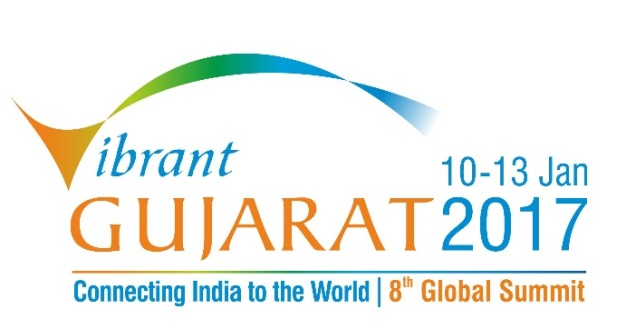 Vibrant
10-13 Jan
GUJARAT 2017
Connecting India to the World | 8th Global Summit